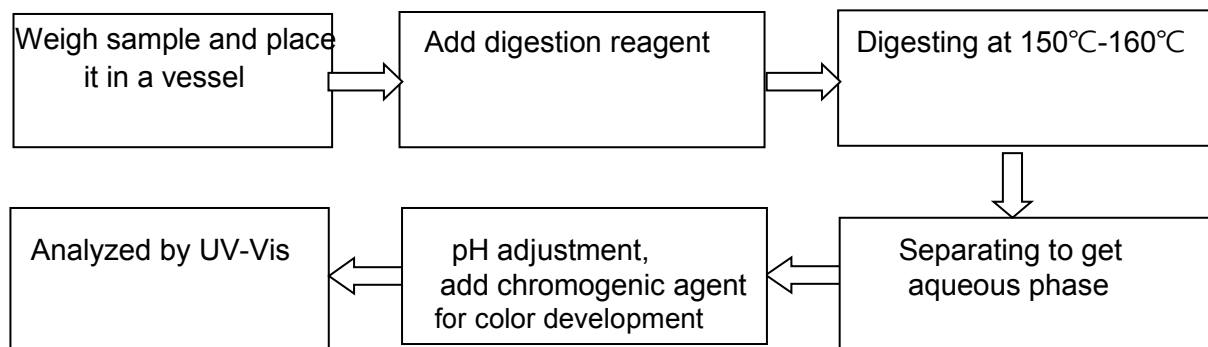 Weigh sample and place
it in a vessel
Add digestion reagent
Digesting at 150℃-160℃
Separating to get
aqueous phase
pH adjustment,
add chromogenic agent
for color development
Analyzed by UV-Vis